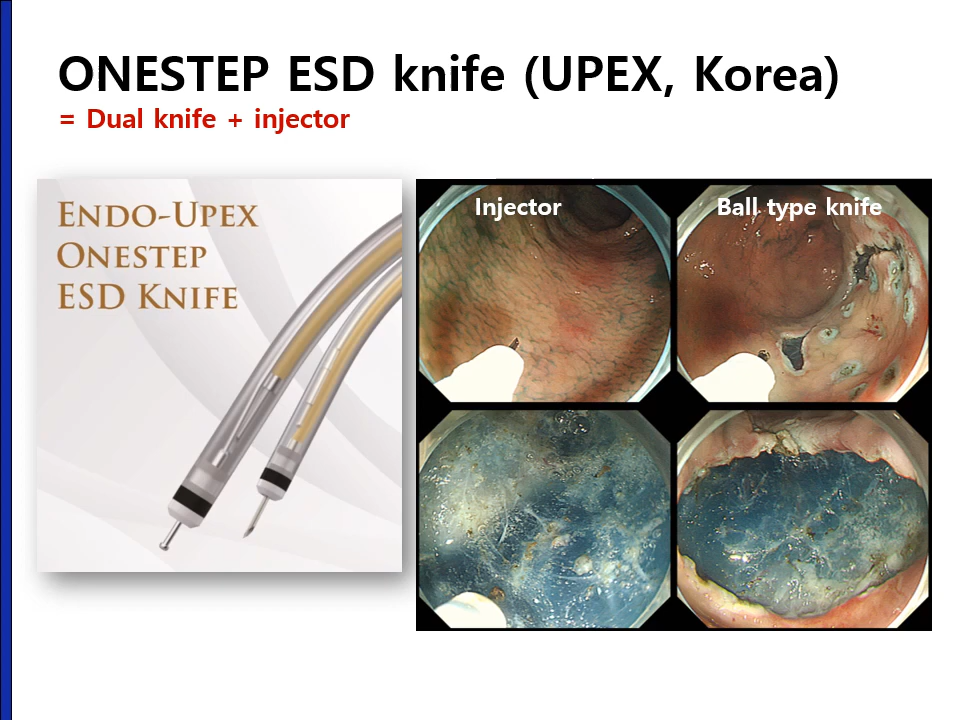 ONESTEP ESD knife (UPEX, Korea)
= Dual knife + injector
ENDO-UPEX
ONESTEP
ESD KNIFE
Injector
Ball type knife